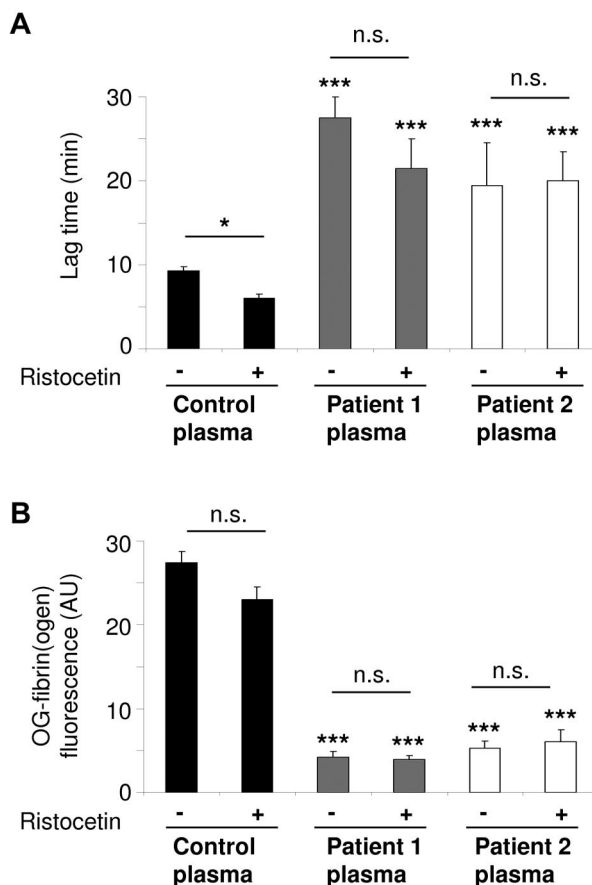 A
n.s.
n.s.
*** *** *** ***
*
Lag time (min)
30
20
10
0
Ristocetin - + - + - +
Control plasma
Patient 1 plasma
Patient 2 plasma
B
n.s.
n.s.
n.s.
*** *** *** ***
OG-fibrin(ogen)
fluorescence (AU)
30
20
10
0
Ristocetin - + - + - +
Control plasma
Patient 1 plasma
Patient 2 plasma